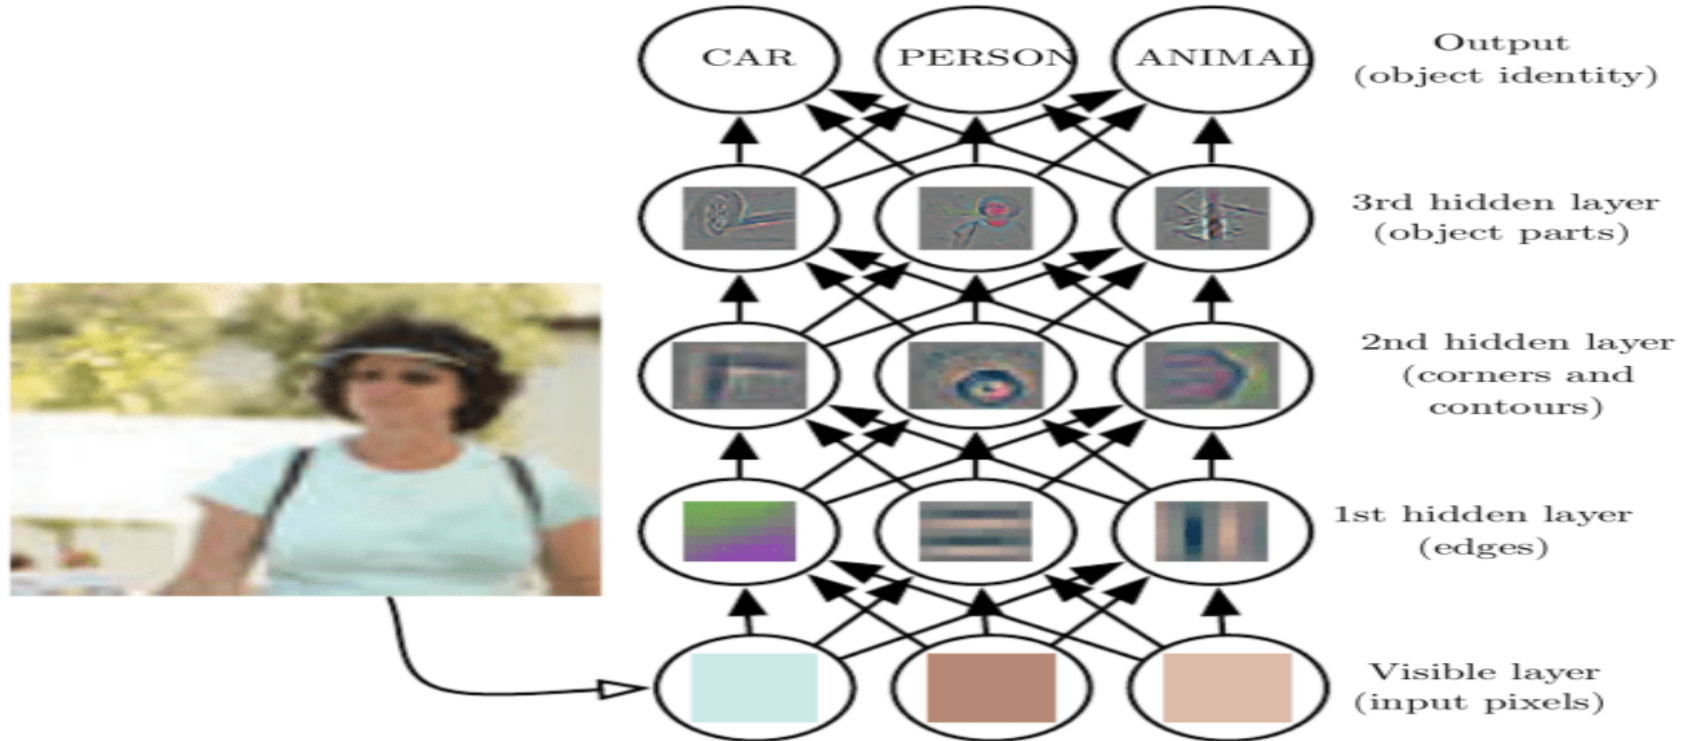 CAR
PERSON
ANIMAL
Output
(object identity)
3rd hidden layer
(object parts)
2nd hidden layer
(corners and
contours)
1st hidden layer
(edges)
Visible layer
(input pixels)